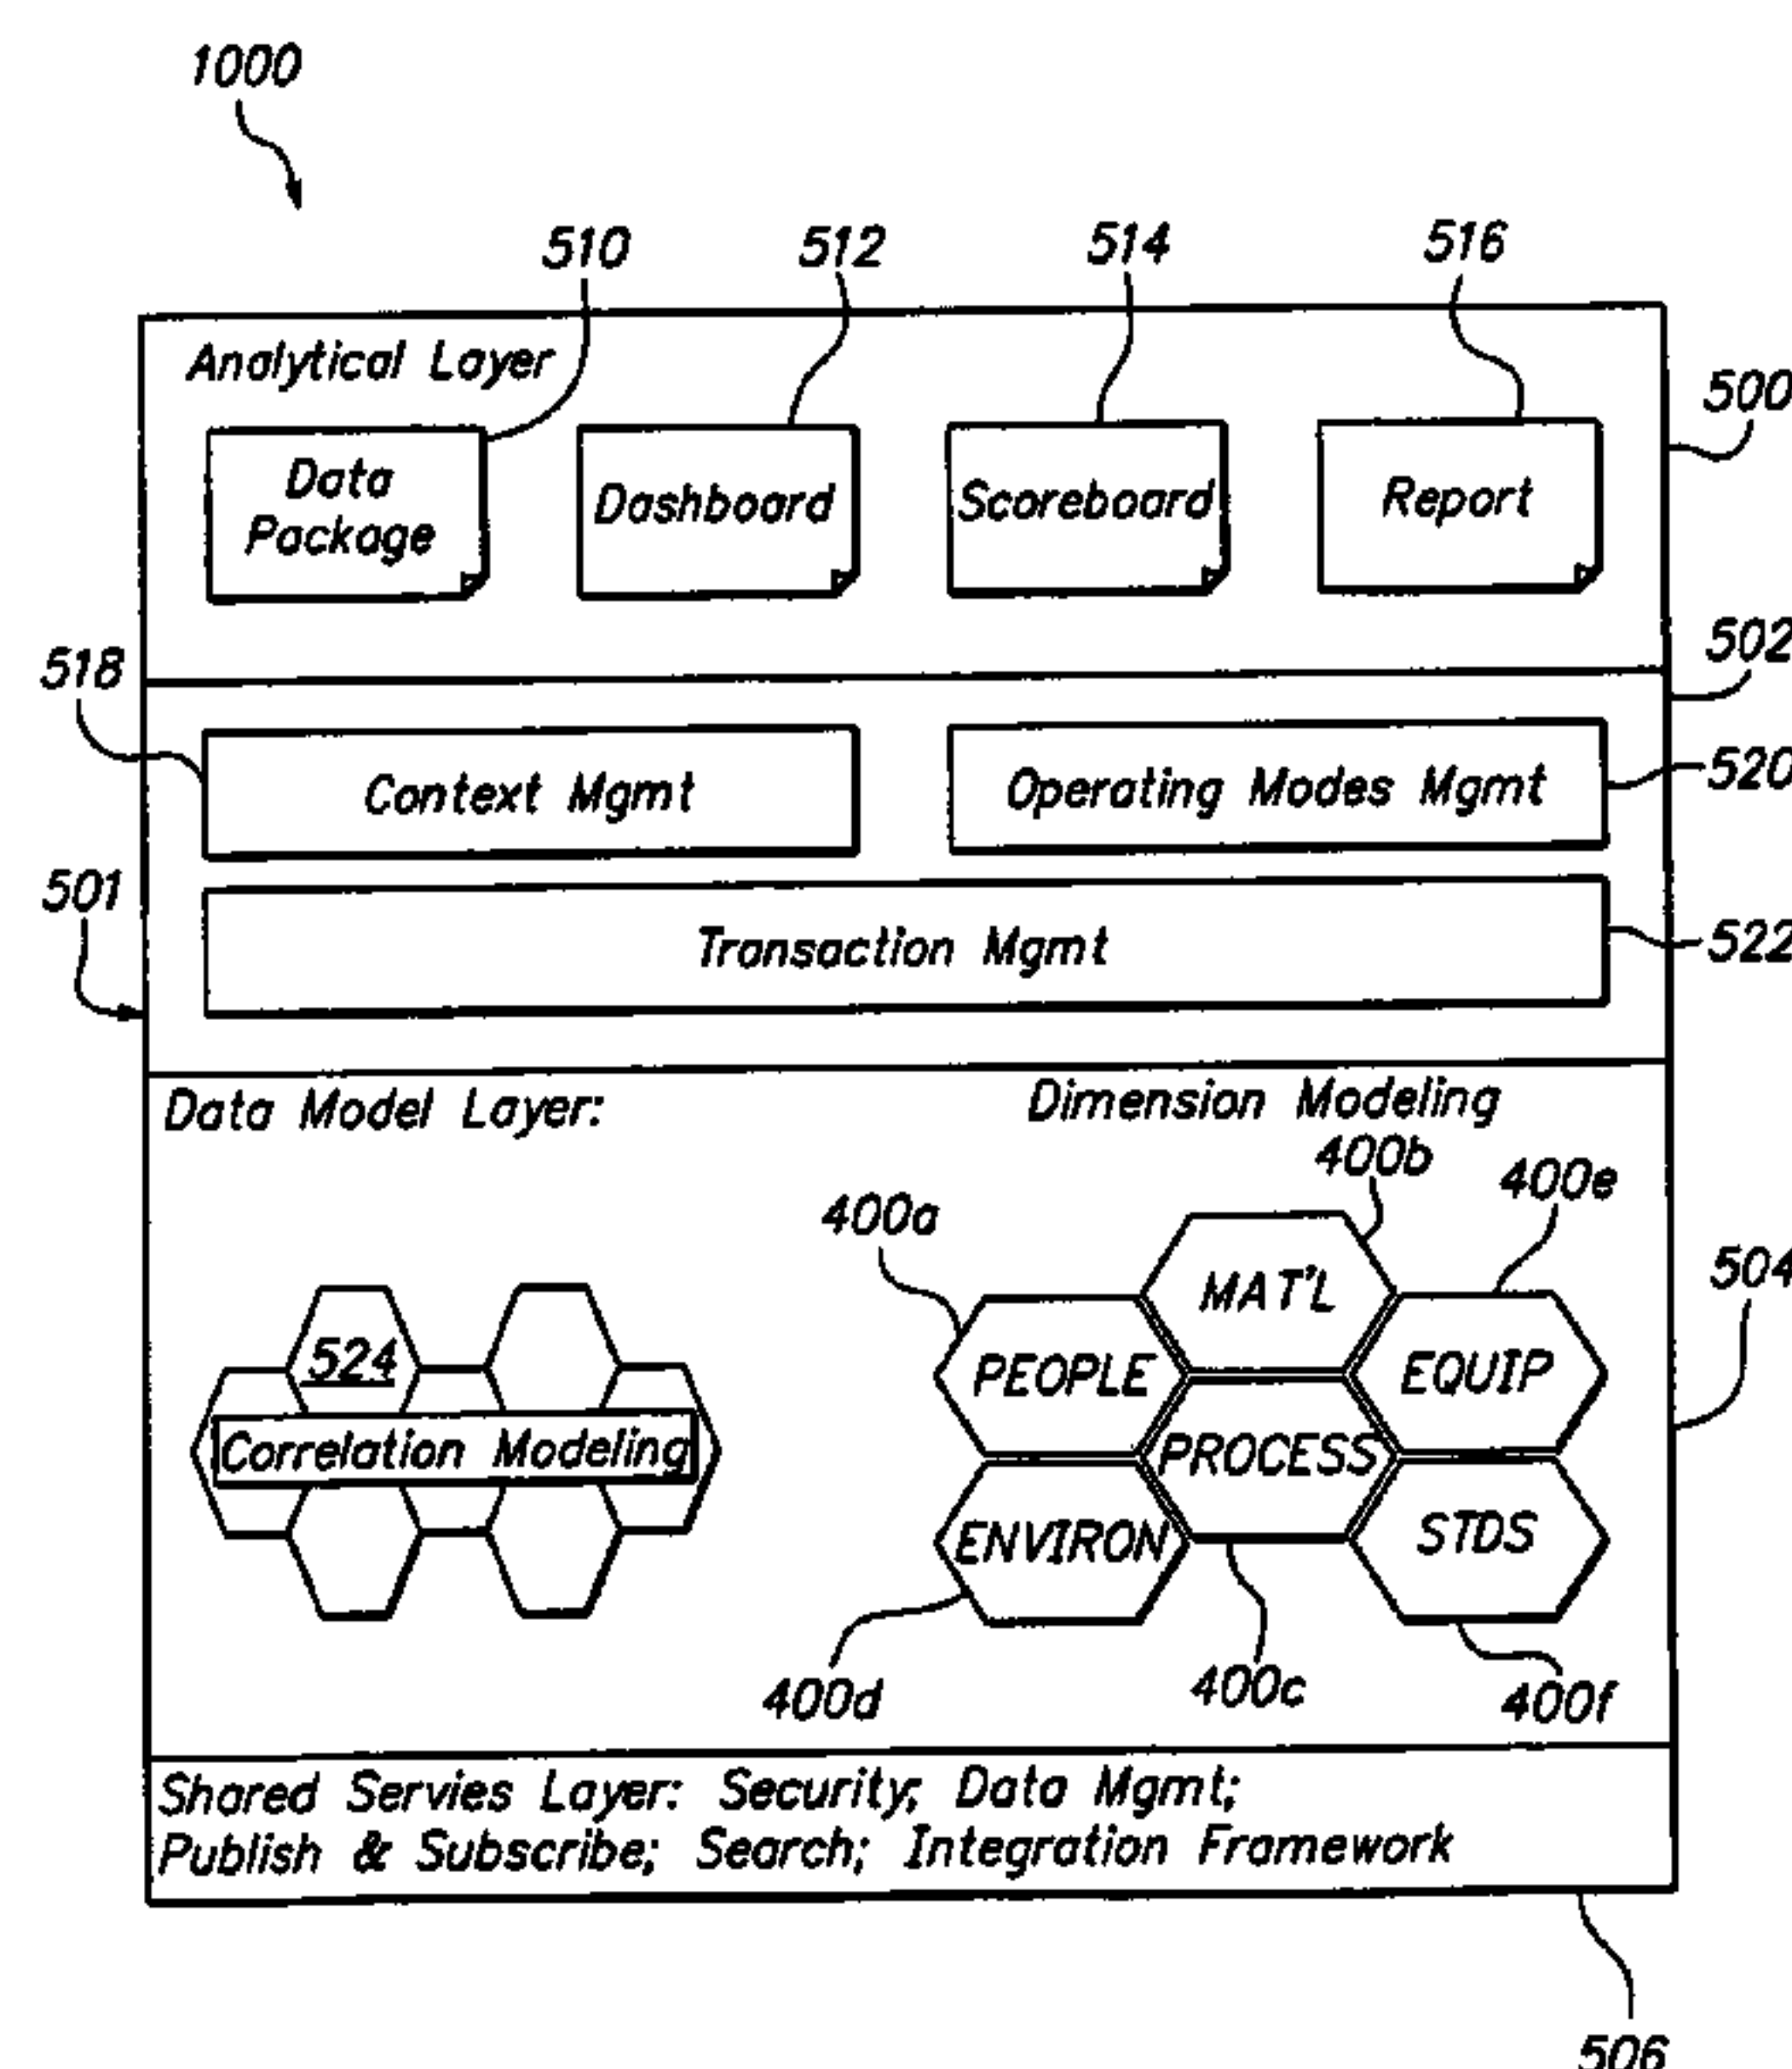 1000
510 512 514 516
Analytical Layer
500
Data
Package
Dashboard
Scoreboard
Report
502
518
Context Mgmt
Operating Modes Mgmt
520
501
Transaction Mgmt
522
Data Model Layer:
Dimension Modeling
400b
400e
400a
504
MAT'L
524
PEOPLE
EQUIP
Correlation Modeling
PROCESS
ENVIRON
STDS
400d
400c
400f
Shared Servies Layer: Security; Data Mgmt;
Publish & Subscribe; Search; Integration Framework
506